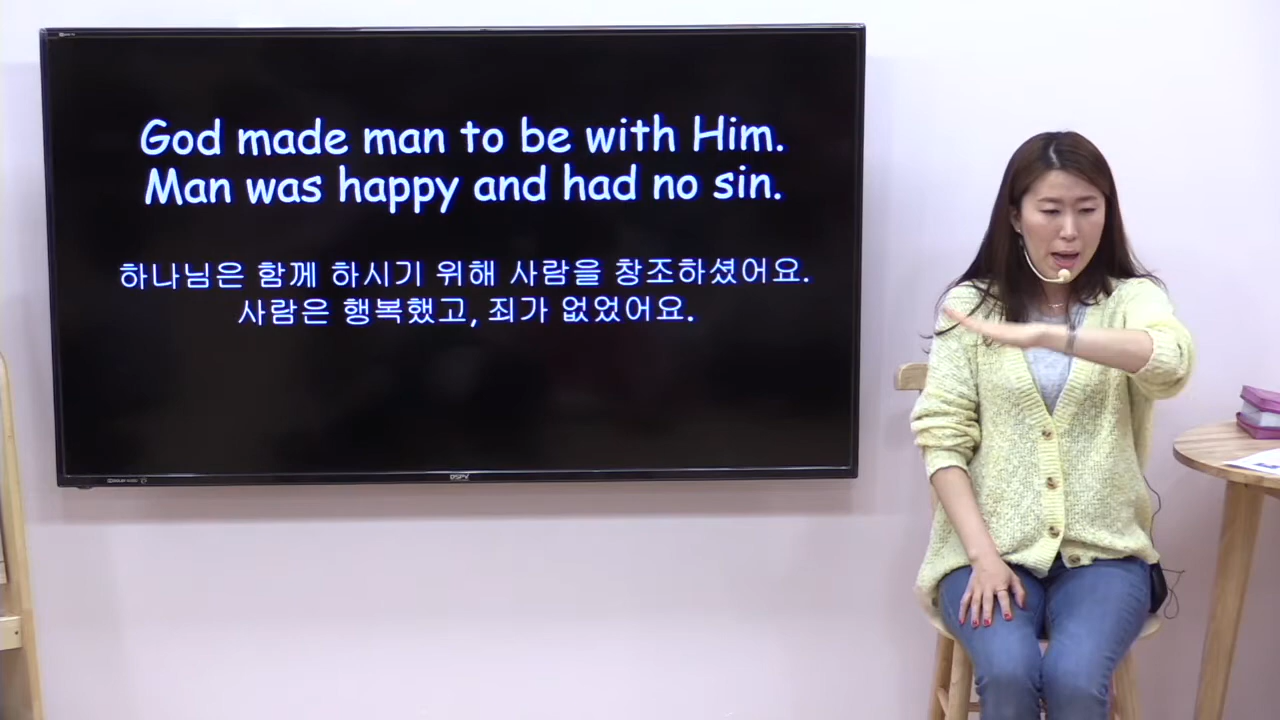 God made man to be with Him.
Man was happy and had no sin.
하나님은 함께 하시기 위해 사람을 창조하셨어요.
사람은 행복했고, 죄가 없었어요.